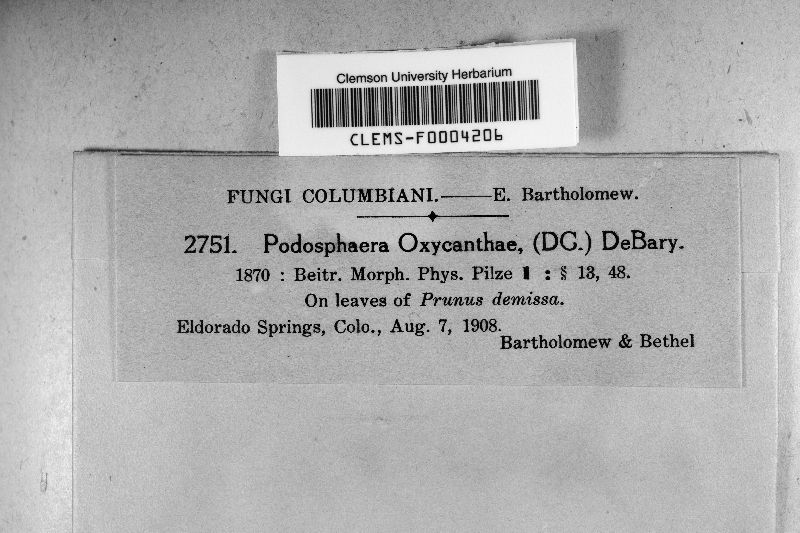 Clemson University Herbarium
CLEMS-F0004206
FUNGI COLUMBIANI.——E. Bartholomew.
2751. Podosphaera Oxycanthae, (DC.) DeBary.
1870 : Beitr. Morph. Phys. Pilze 1 : § 13, 48.
On leaves of Prunus demissa.
Eldorado Springs, Colo., Aug. 7, 1908.
Bartholomew & Bethel